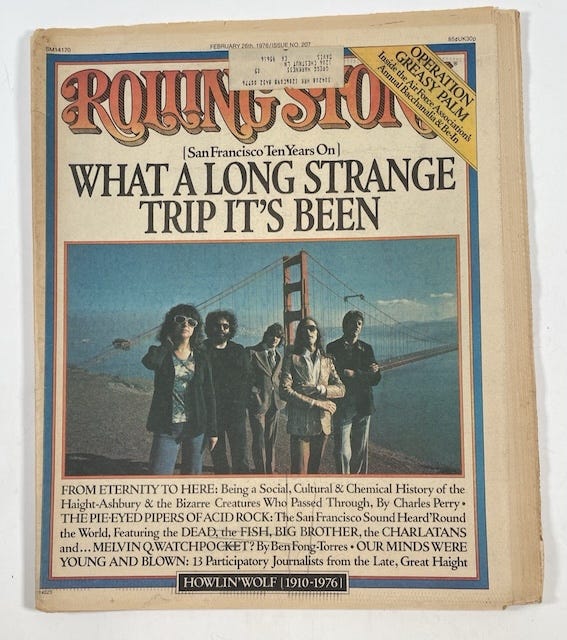 SM14170
FEBRUARY 26th, 1976/ISSUE NO. 207
85¢UK30p
ROLLING STON
OPERATION
GREASY PALM
Inside the Air Force Association's
Annual Bacchanalia & Be-In
[San Francisco Ten Years On]
WHAT A LONG STRANGE
TRIP IT'S BEEN
FROM ETERNITY TO HERE: Being a Social, Cultural & Chemical History of the
Haight-Ashbury & the Bizarre Creatures Who Passed Through, By Charles Perry •
THE PIE-EYED PIPERS OF ACID ROCK: The San Francisco Sound Heard 'Round
the World, Featuring the DEAD, the FISH, BIG BROTHER, the CHARLATANS
and...MELVIN Q. WATCHPOCKET? By Ben Fong-Torres • OUR MINDS WERE
YOUNG AND BLOWN: 13 Participatory Journalists from the Late, Great Haight
HOWLIN' WOLF [1910-1976]